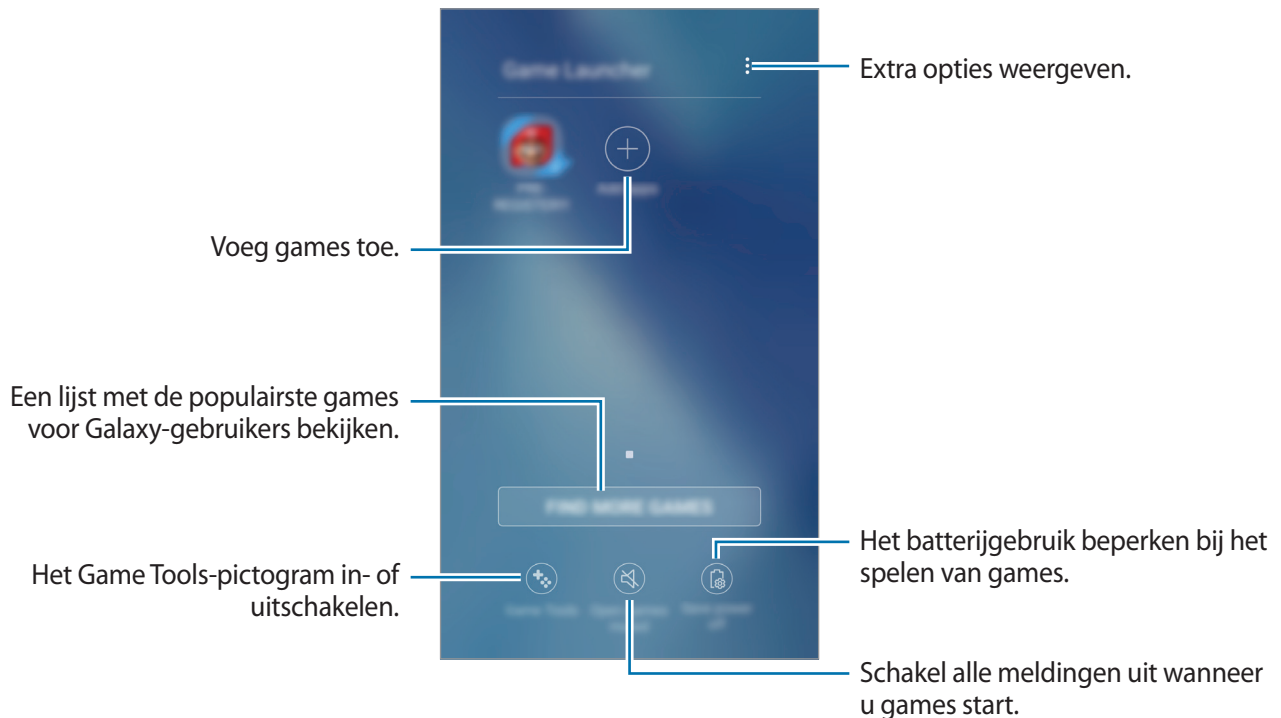 Game Launcher
Extra opties weergeven.
Voeg games toe.
Een lijst met de populairste games
voor Galaxy-gebruikers bekijken.
FIND MORE GAMES
Het batterijgebruik beperken bij het
spelen van games.
Het Game Tools-pictogram in- of
uitschakelen.
Game Tools
Schakel alle meldingen uit wanneer
u games start.